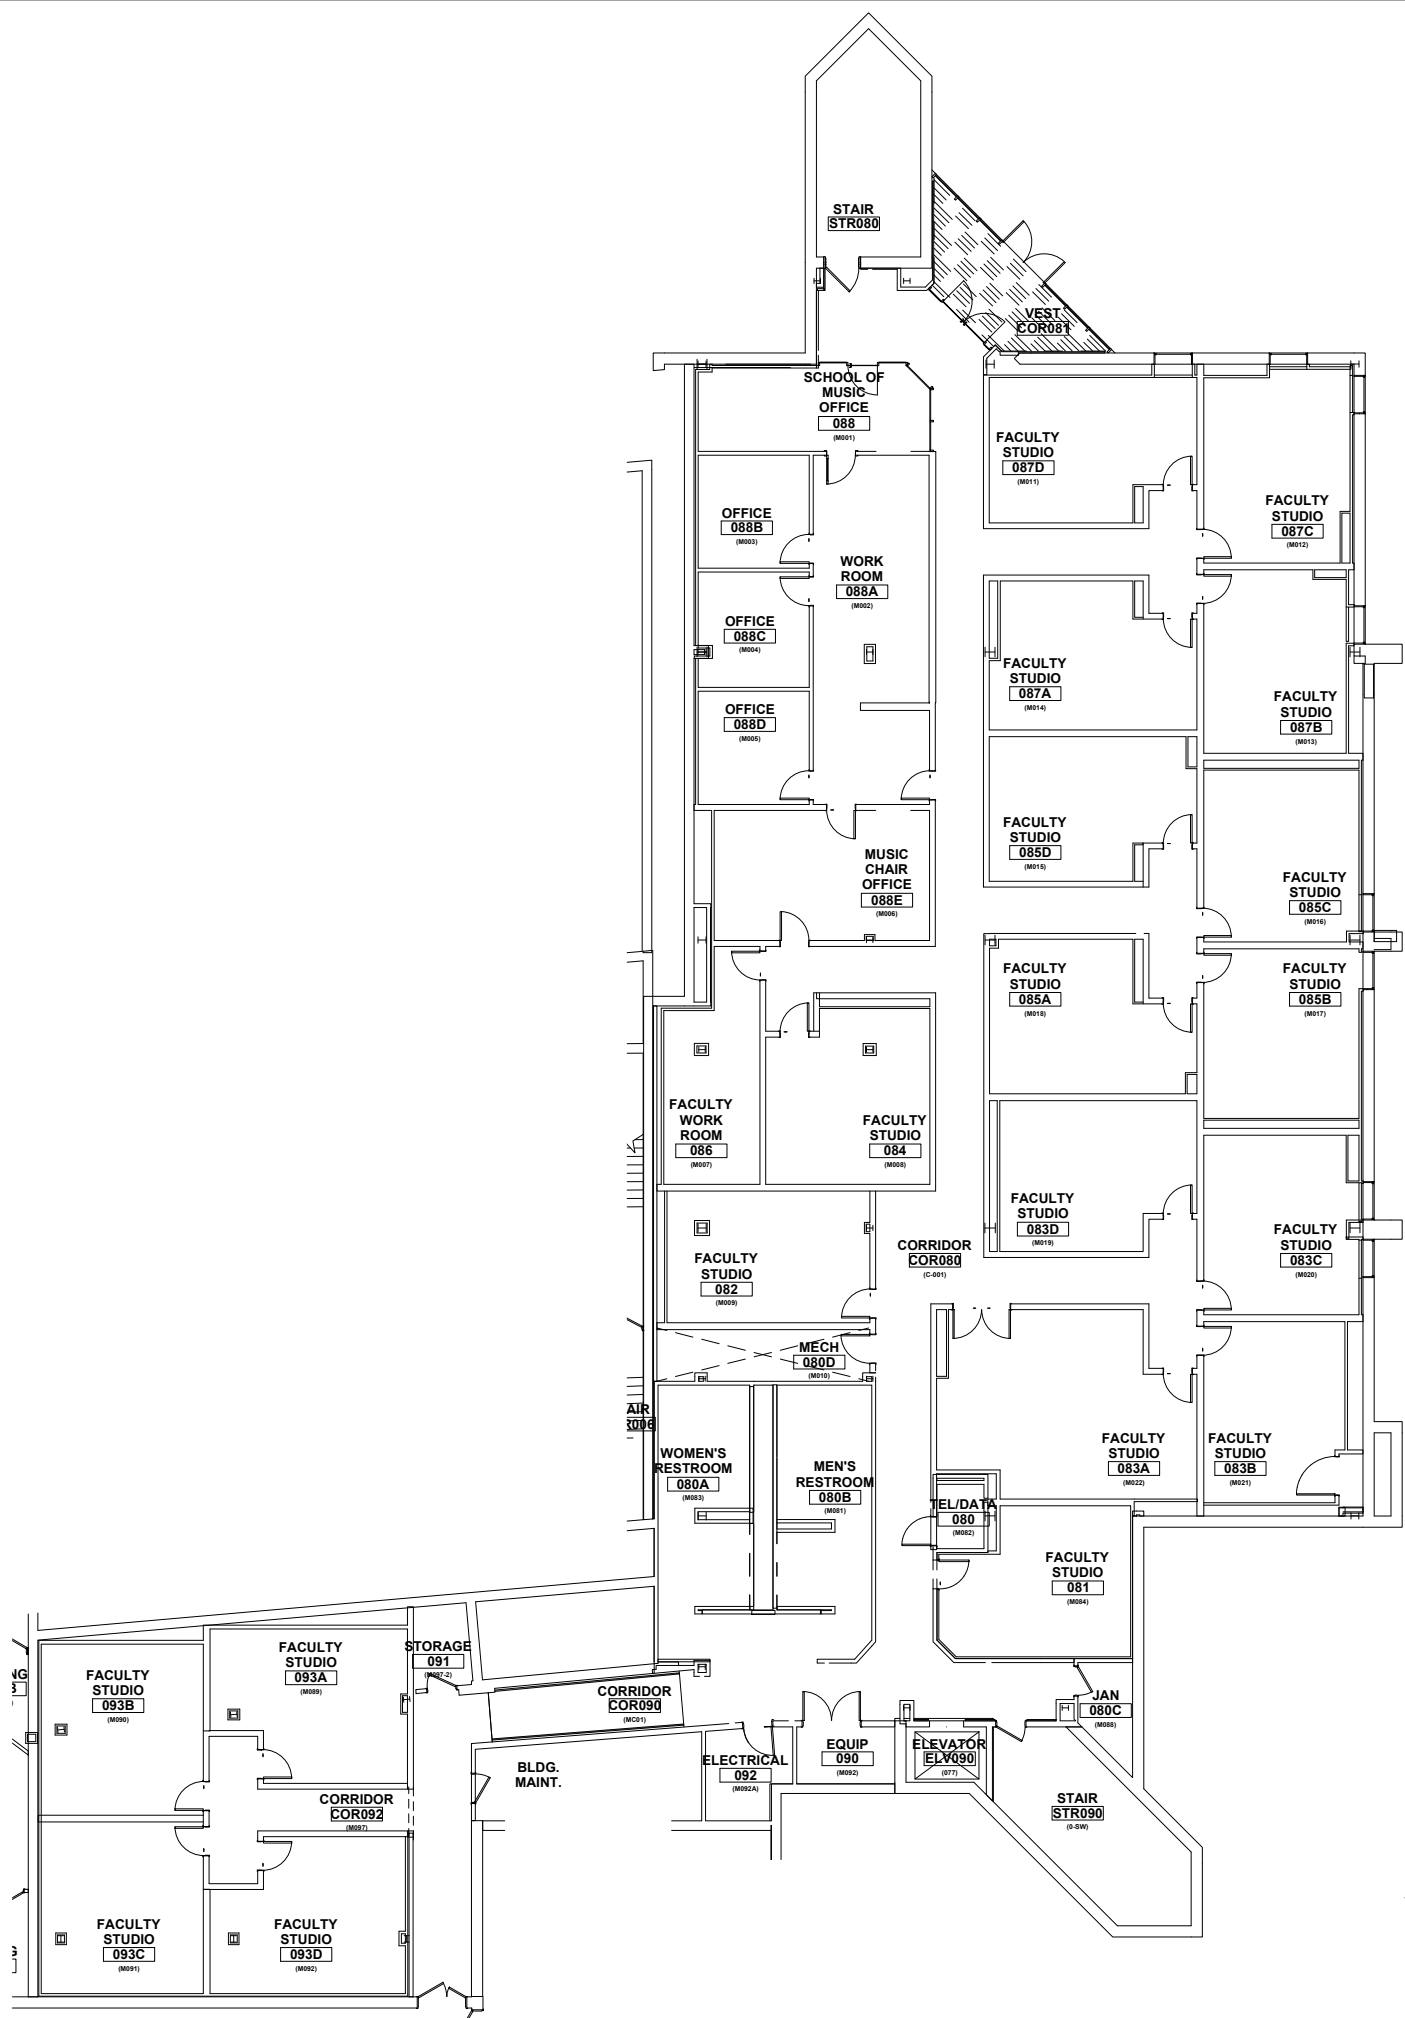 STAIR
STR080
VEST
COR081
SCHOOL OF
MUSIC
OFFICE
088
(M001)
FACULTY
STUDIO
087D
(M011)
FACULTY
STUDIO
087C
(M012)
OFFICE
088B
(M003)
WORK
ROOM
088A
(M002)
OFFICE
088C
(M004)
FACULTY
STUDIO
087A
(M014)
FACULTY
STUDIO
087B
(M013)
OFFICE
088D
(M005)
FACULTY
STUDIO
085D
(M015)
MUSIC
CHAIR
OFFICE
088E
(M006)
FACULTY
STUDIO
085C
(M016)
FACULTY
STUDIO
085A
(M018)
FACULTY
STUDIO
085B
(M017)
FACULTY
WORK
ROOM
086
(M007)
FACULTY
STUDIO
084
(M008)
FACULTY
STUDIO
083D
(M019)
FACULTY
STUDIO
083C
(M020)
CORRIDOR
COR080
(C-001)
FACULTY
STUDIO
082
(M009)
MECH
080D
(M010)
AIR
R006
WOMEN'S
RESTROOM
080A
(M083)
MEN'S
RESTROOM
080B
(M081)
FACULTY
STUDIO
083A
(M022)
FACULTY
STUDIO
083B
(M021)
TEL/DATA
080
(M082)
FACULTY
STUDIO
081
(M084)
NG
FACULTY
STUDIO
093B
(M090)
FACULTY
STUDIO
093A
(M089)
STORAGE
091
(M097-2)
CORRIDOR
COR090
(MC01)
JAN
080C
(M088)
BLDG.
MAINT.
ELECTRICAL
092
(M092A)
EQUIP
090
(M092)
ELEVATOR
ELV090
(077)
CORRIDOR
COR092
(M097)
STAIR
STR090
(0-SW)
FACULTY
STUDIO
093C
(M091)
FACULTY
STUDIO
093D
(M092)